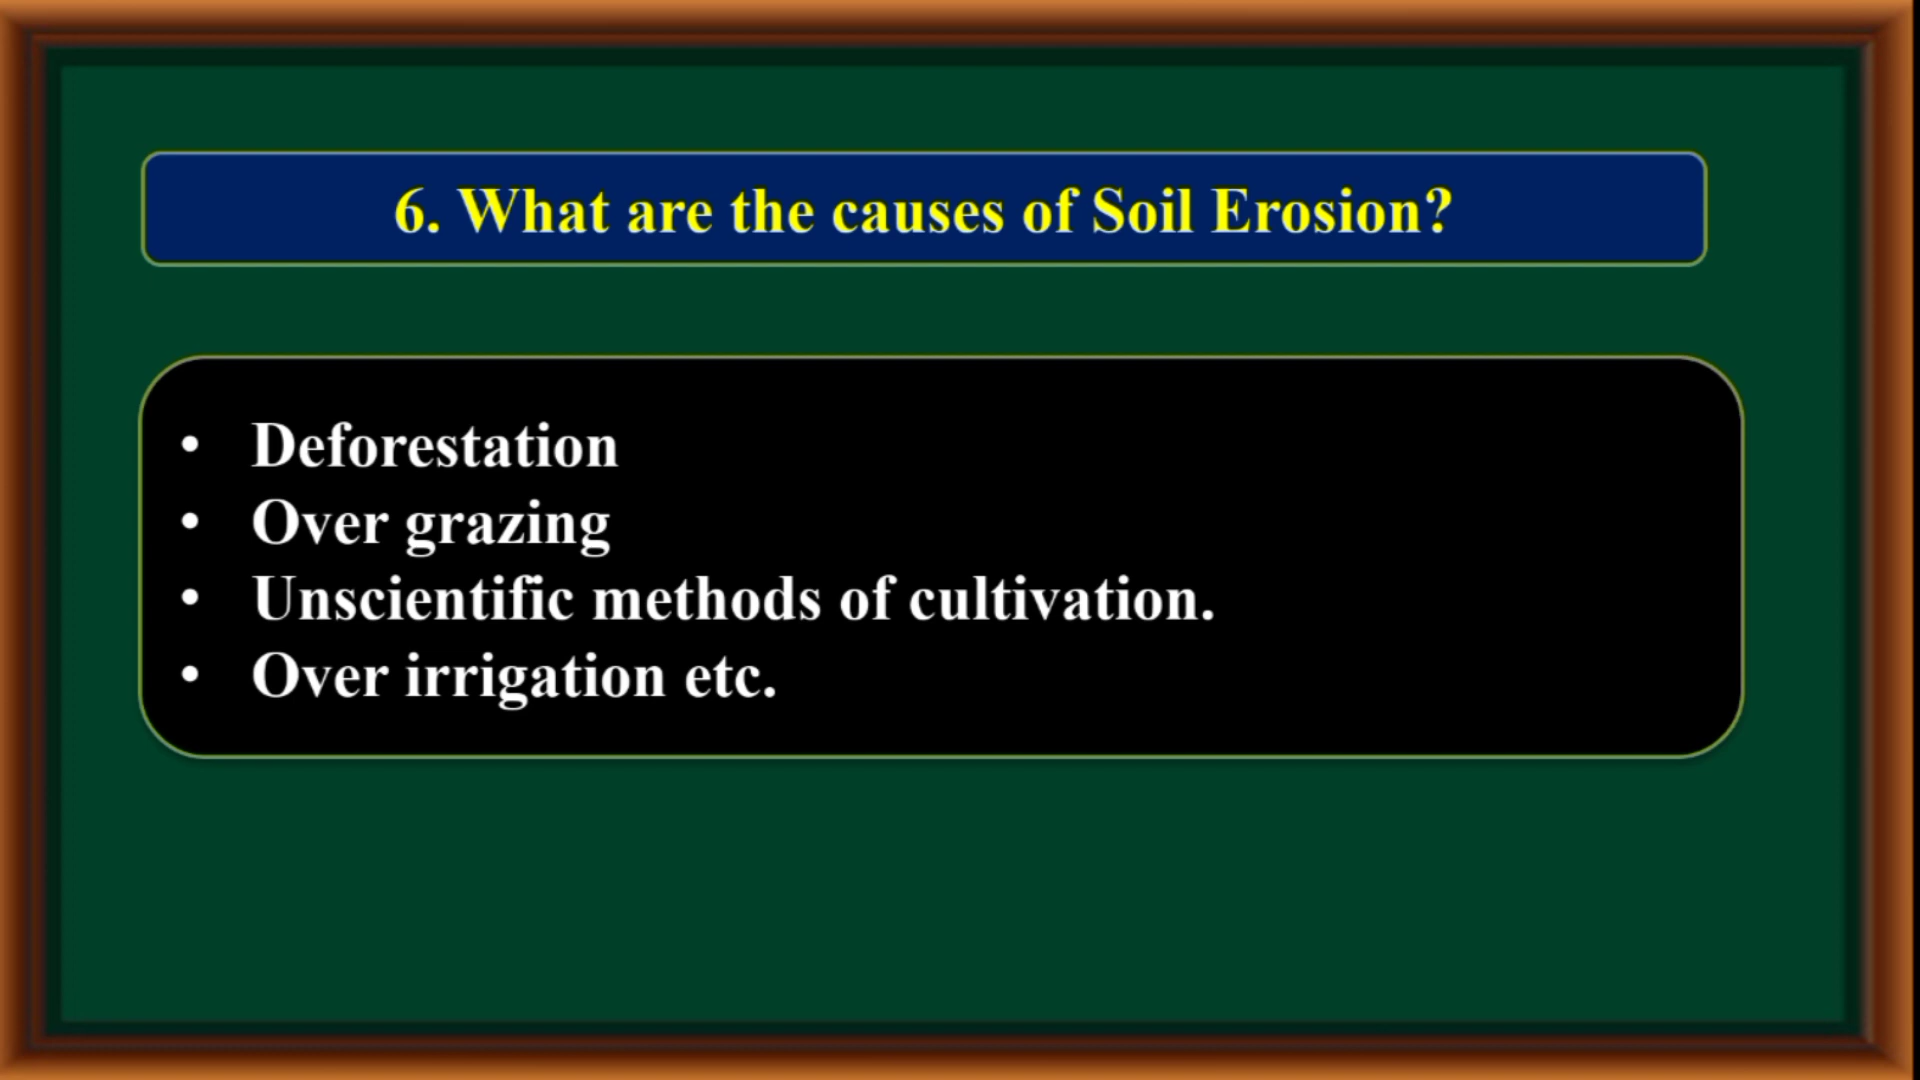 6. What are the causes of Soil Erosion?
• Deforestation
• Over grazing
• Unscientific methods of cultivation.
• Over irrigation etc.